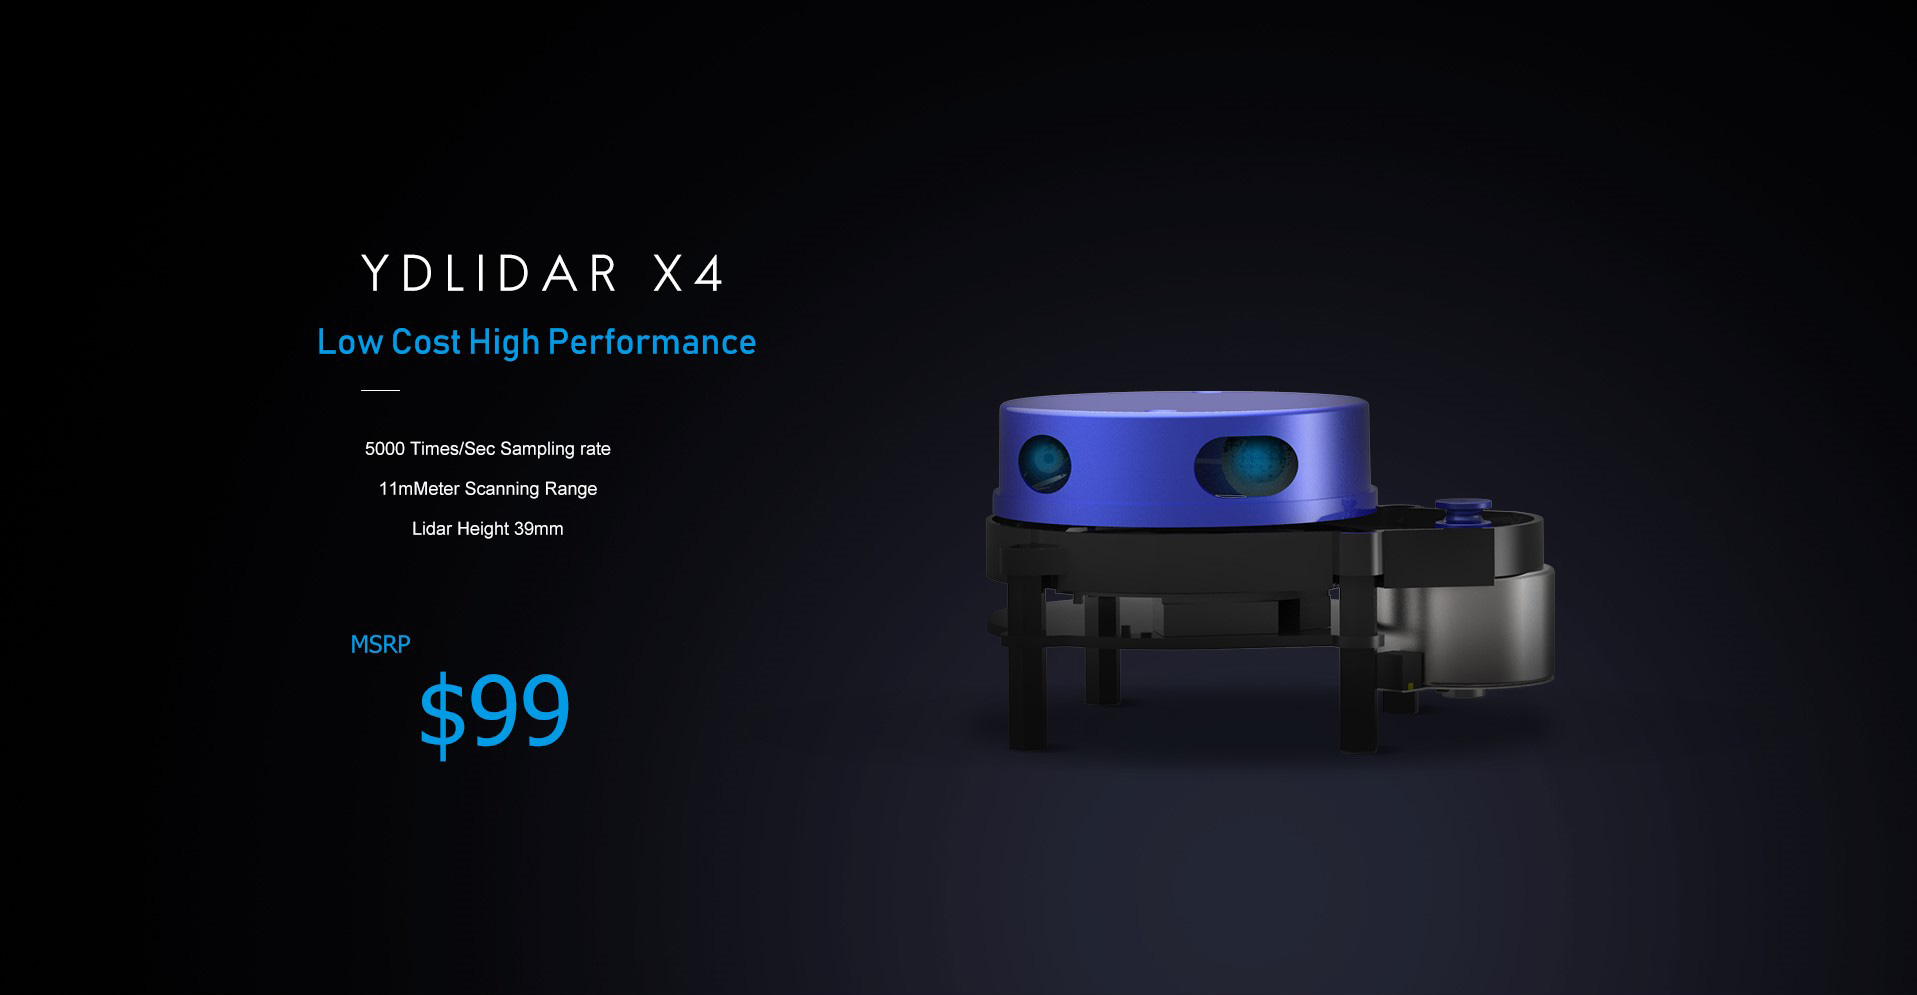 YDLIDAR X4
Low Cost High Performance
5000 Times/Sec Sampling rate
11mMeter Scanning Range
Lidar Height 39mm
MSRP
$99